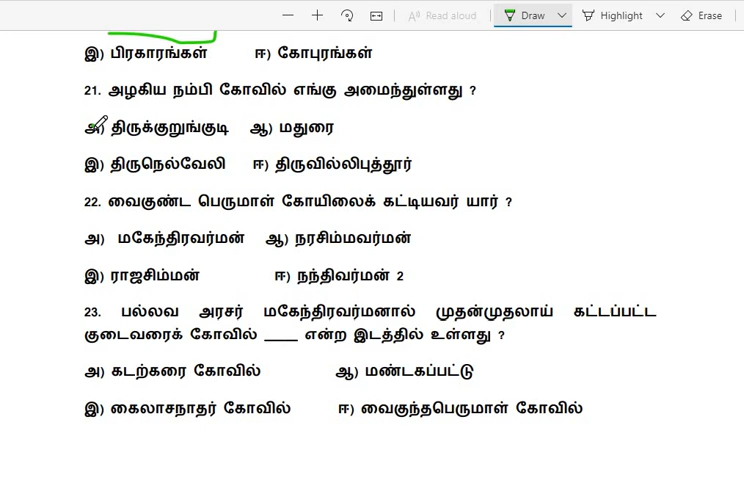 Read aloud Draw Highlight Erase
இ) பிரகாரங்கள் ஈ) கோபுரங்கள்
21. அழகிய நம்பி கோவில் எங்கு அமைந்துள்ளது ?
அ) திருக்குறுங்குடி ஆ) மதுரை
இ) திருநெல்வேலி ஈ) திருவில்லிபுத்தூர்
22. வைகுண்ட பெருமாள் கோயிலைக் கட்டியவர் யார் ?
அ) மகேந்திரவர்மன் ஆ) நரசிம்மவர்மன்
இ) ராஜசிம்மன் ஈ) நந்திவர்மன் 2
23. பல்லவ அரசர் மகேந்திரவர்மனால் முதன்முதலாய் கட்டப்பட்ட
குடைவரைக் கோவில் ____ என்ற இடத்தில் உள்ளது ?
அ) கடற்கரை கோவில் ஆ) மண்டகப்பட்டு
இ) கைலாசநாதர் கோவில் ஈ) வைகுந்தபெருமாள் கோவில்